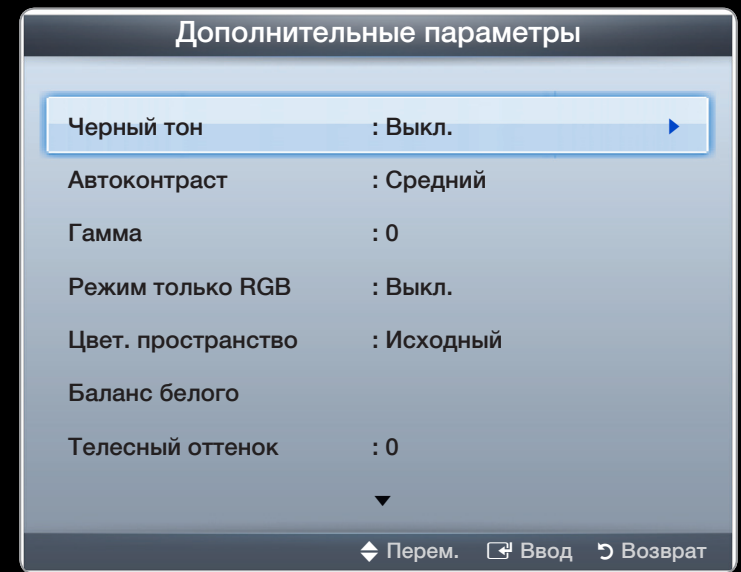 Дополнительные параметры
Черный тон : Выкл.
Автоконтраст : Средний
Гамма : 0
Режим только RGB : Выкл.
Цвет. пространство : Исходный
Баланс белого
Телесный оттенок : 0
Перем. Ввод Возврат